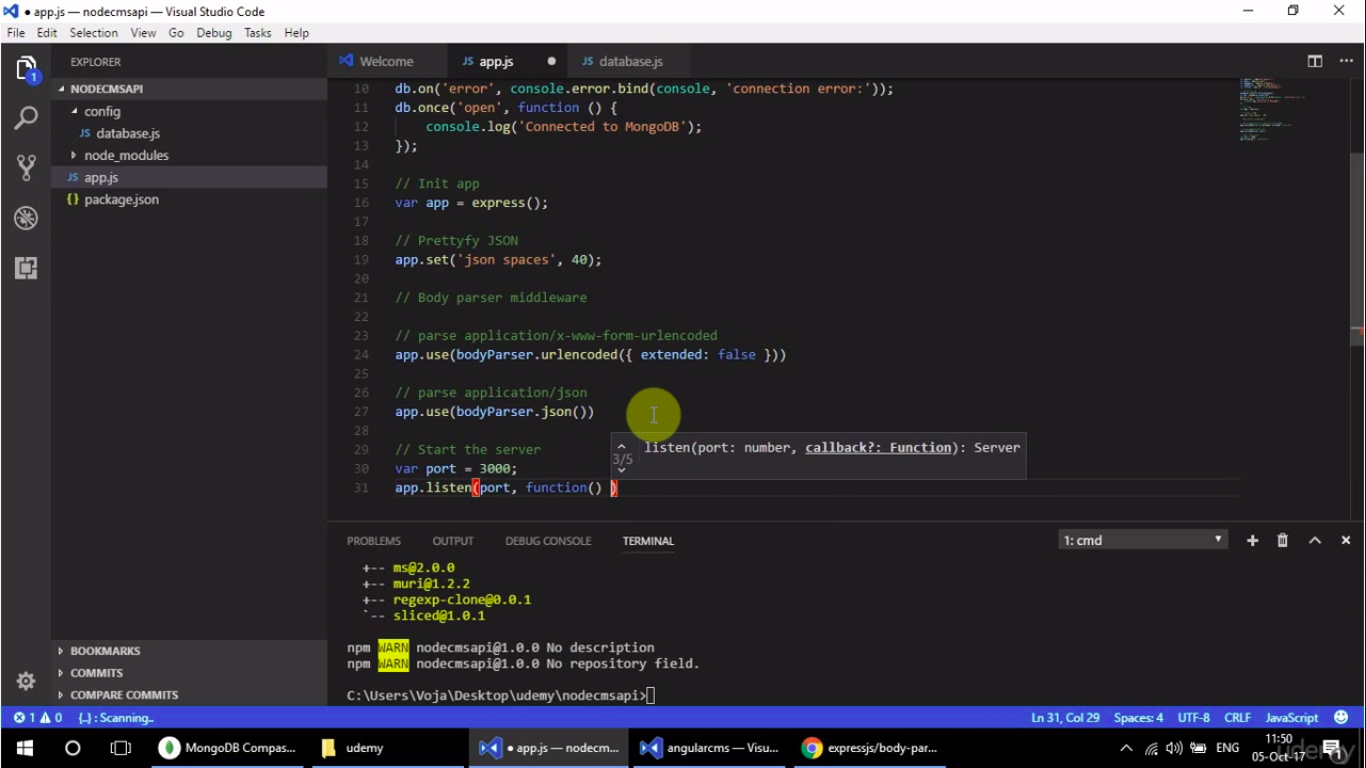 ● app.js — nodecmsapi — Visual Studio Code
File Edit Selection View Go Debug Tasks Help
EXPLORER
Welcome
JS app.js ●
JS database.js
NODECMSAPI
config
JS database.js
node_modules
JS app.js
{} package.json
10 db.on('error', console.error.bind(console, 'connection error:'));
11 db.once('open', function () {
12 console.log('Connected to MongoDB');
13 });
14
15 // Init app
16 var app = express();
17
18 // Prettyfy JSON
19 app.set('json spaces', 40);
20
21 // Body parser middleware
22
23 // parse application/x-www-form-urlencoded
24 app.use(bodyParser.urlencoded({ extended: false }))
25
26 // parse application/json
27 app.use(bodyParser.json())
28
29 // Start the server
30 var port = 3000;
31 app.listen(port, function() )
3/5
listen(port: number, callback?: Function): Server
PROBLEMS OUTPUT DEBUG CONSOLE TERMINAL
1: cmd
+-- ms@2.0.0
+-- muri@1.2.2
+-- regexp-clone@0.0.1
`-- sliced@1.0.1
npm WARN nodecmsapi@1.0.0 No description
npm WARN nodecmsapi@1.0.0 No repository field.
C:\Users\Voja\Desktop\udemy\nodecmsapi>
BOOKMARKS
COMMITS
COMPARE COMMITS
1
1 0 {..} : Scanning..
Ln 31, Col 29 Spaces: 4 UTF-8 CRLF JavaScript
MongoDB Compas...
udemy
● app.js — nodecm...
angularcms — Visu...
expressjs/body-par...
ENG
11:50
05-Oct-17
1
udemy